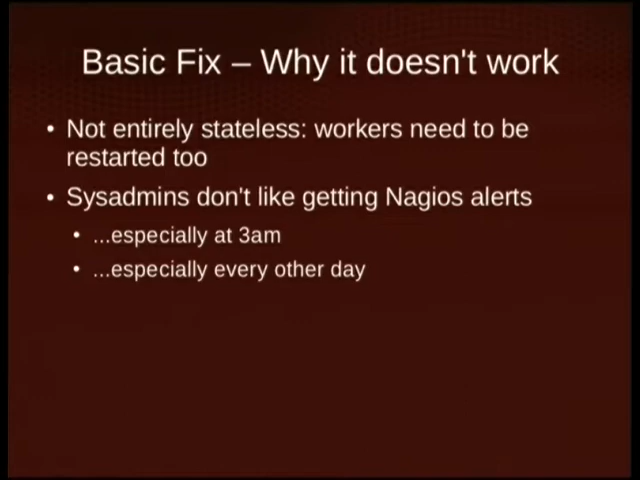 Basic Fix – Why it doesn't work
• Not entirely stateless: workers need to be
restarted too
• Sysadmins don't like getting Nagios alerts
• ...especially at 3am
• ...especially every other day